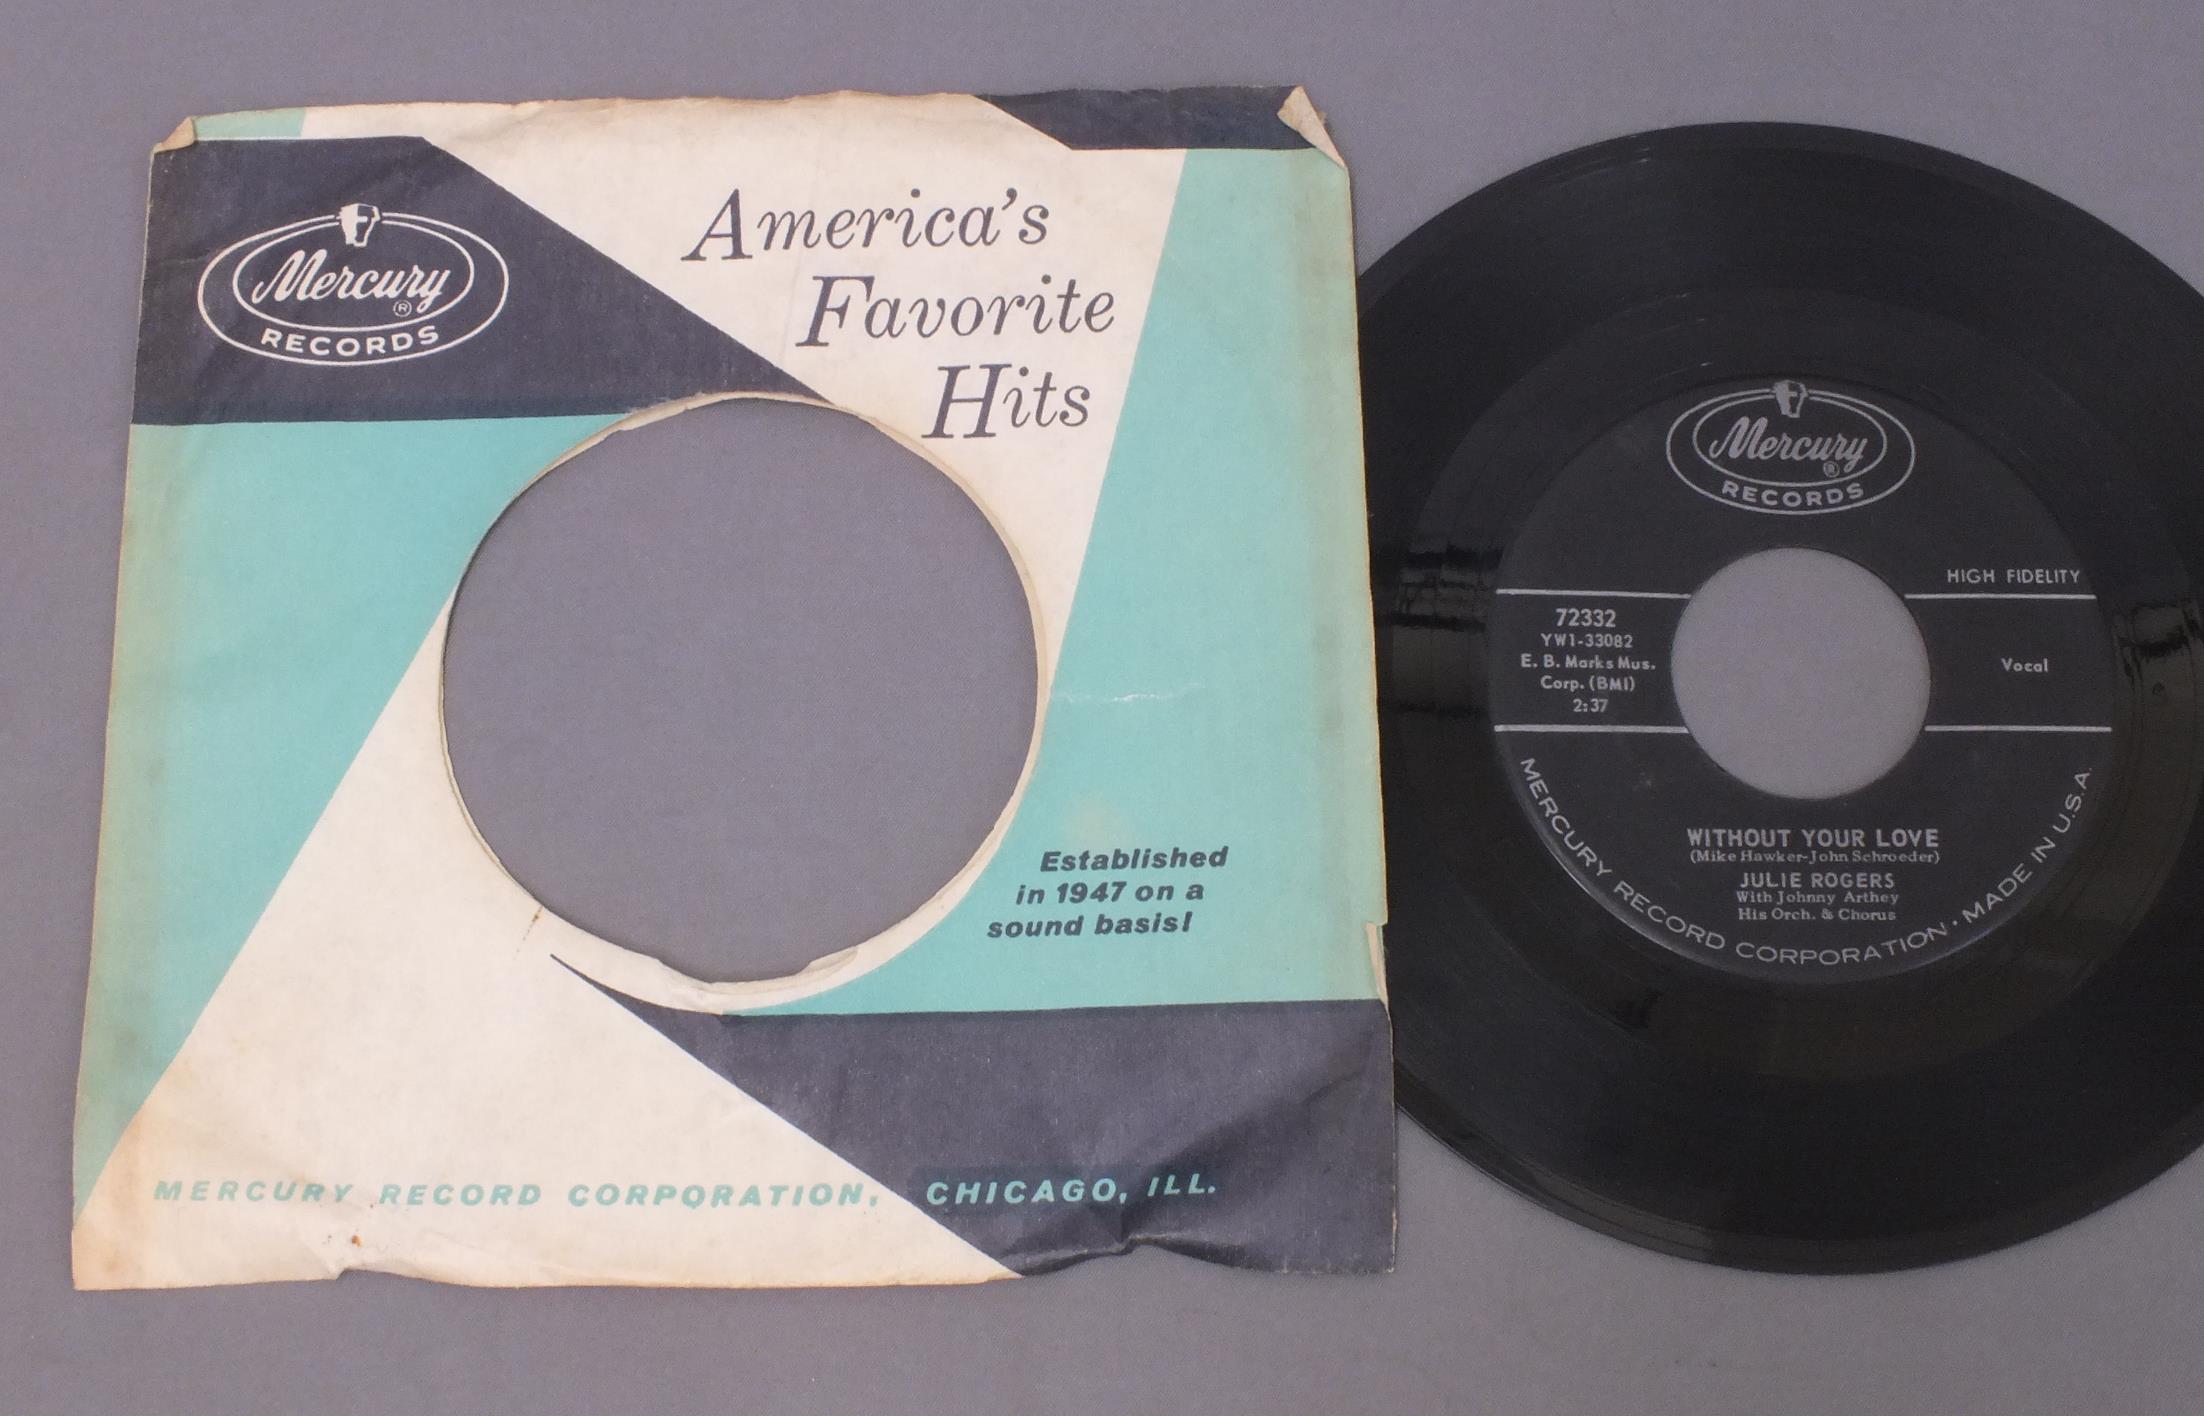 Mercury
®
RECORDS
America's
Favorite
Hits
Established
in 1947 on a
sound basis!
MERCURY RECORD CORPORATION, CHICAGO, ILL.
Mercury
®
RECORDS
HIGH FIDELITY
72332
YW1-33082
E. B. Marks Mus.
Corp. (BMI)
2:37
Vocal
WITHOUT YOUR LOVE
(Mike Hawker-John Schroeder)
JULIE ROGERS
With Johnny Arthey
His Orch. & Chorus
MERCURY RECORD CORPORATION • MADE IN U.S.A.